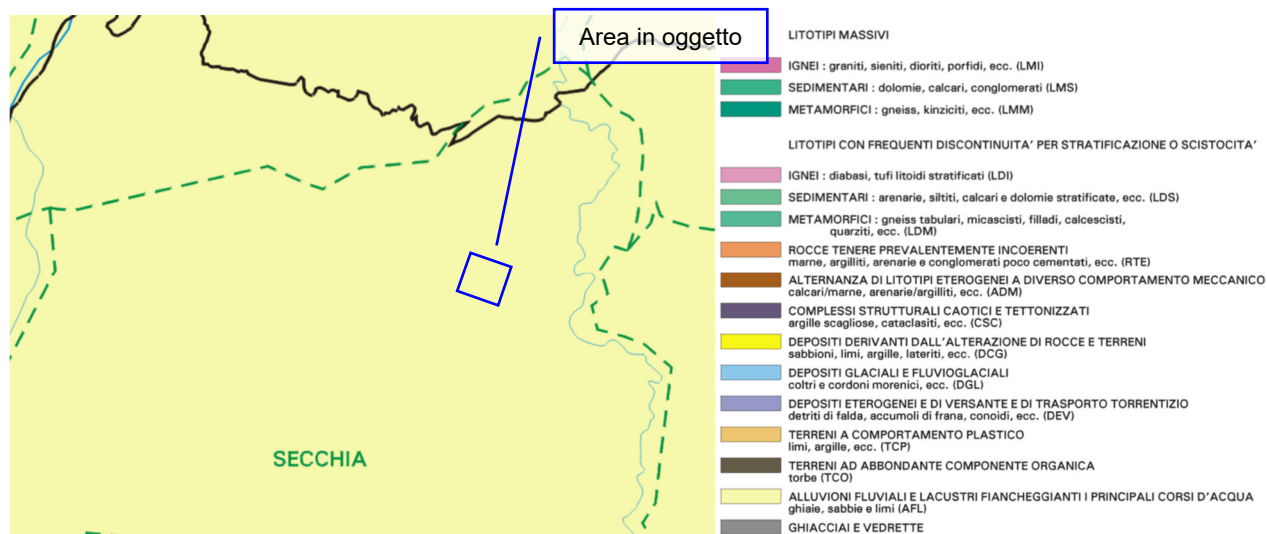 Area in oggetto
SECCHIA
LITOTIPI MASSIVI
IGNEI : graniti, sieniti, dioriti, porfidi, ecc. (LMI)
SEDIMENTARI : dolomie, calcari, conglomerati (LMS)
METAMORFICI : gneiss, kinziciti, ecc. (LMM)
LITOTIPI CON FREQUENTI DISCONTINUITA' PER STRATIFICAZIONE O SCISTOCITA'
IGNEI : diabasi, tufi litoidi stratificati (LDI)
SEDIMENTARI : arenarie, siltiti, calcari e dolomie stratificate, ecc. (LDS)
METAMORFICI : gneiss tabulari, micascisti, filladi, calcescisti,
quarziti, ecc. (LDM)
ROCCE TENERE PREVALENTEMENTE INCOERENTI
marne, argilliti, arenarie e conglomerati poco cementati, ecc. (RTE)
ALTERNANZA DI LITOTIPI ETEROGENEI A DIVERSO COMPORTAMENTO MECCANICO
calcari/marne, arenarie/argilliti, ecc. (ADM)
COMPLESSI STRUTTURALI CAOTICI E TETTONIZZATI
argille scagliose, cataclasiti, ecc. (CSC)
DEPOSITI DERIVANTI DALL'ALTERAZIONE DI ROCCE E TERRENI
sabbioni, limi, argille, lateriti, ecc. (DCG)
DEPOSITI GLACIALI E FLUVIOGLACIALI
coltri e cordoni morenici, ecc. (DGL)
DEPOSITI ETEROGENEI E DI VERSANTE E DI TRASPORTO TORRENTIZIO
detriti di falda, accumoli di frana, conoidi, ecc. (DEV)
TERRENI A COMPORTAMENTO PLASTICO
limi, argille, ecc. (TCP)
TERRENI AD ABBONDANTE COMPONENTE ORGANICA
torbe (TCO)
ALLUVIONI FLUVIALI E LACUSTRI FIANCHEGGIANTI I PRINCIPALI CORSI D'ACQUA
ghiaie, sabbie e limi (AFL)
GHIACCIAI E VEDRETTE